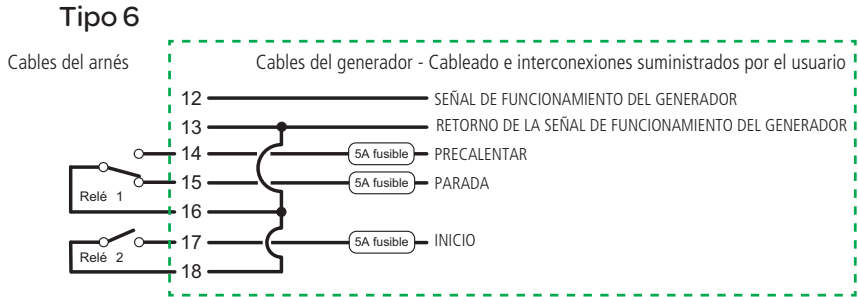 Tipo 6
Cables del arnés
Cables del generador - Cableado e interconexiones suministrados por el usuario
12 SEÑAL DE FUNCIONAMIENTO DEL GENERADOR
13 RETORNO DE LA SEÑAL DE FUNCIONAMIENTO DEL GENERADOR
14 5A fusible PRECALENTAR
15 5A fusible PARADA
Relé 1
16
17 5A fusible INICIO
Relé 2
18